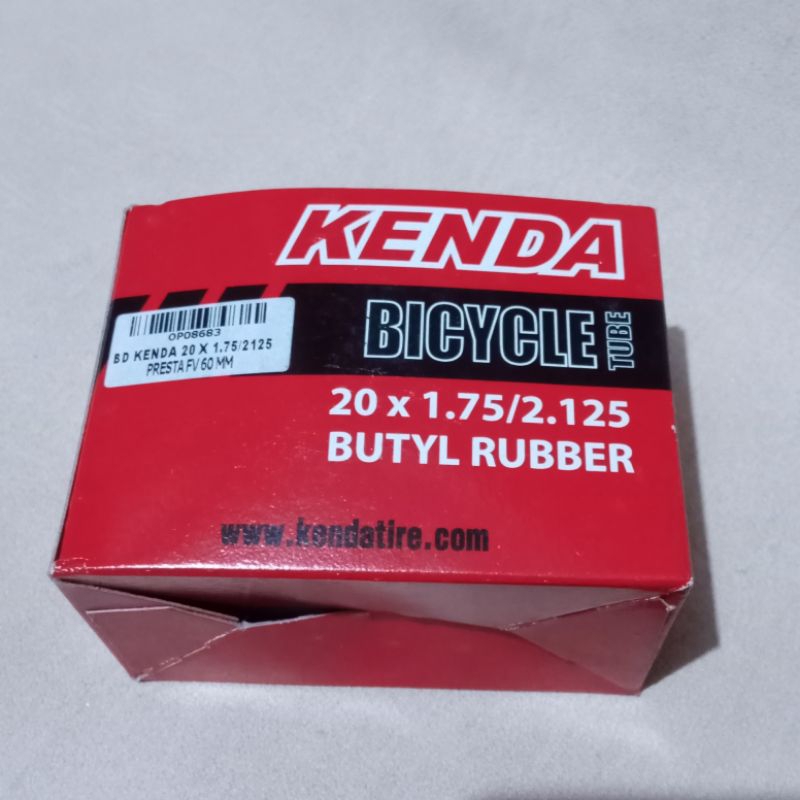 KENDA
BICYCLE TUBE
20 x 1.75/2.125
BUTYL RUBBER
www.kendatire.com
OP08683
BD KENDA 20 X 1.75/2125
PRESTA FV 60 MM